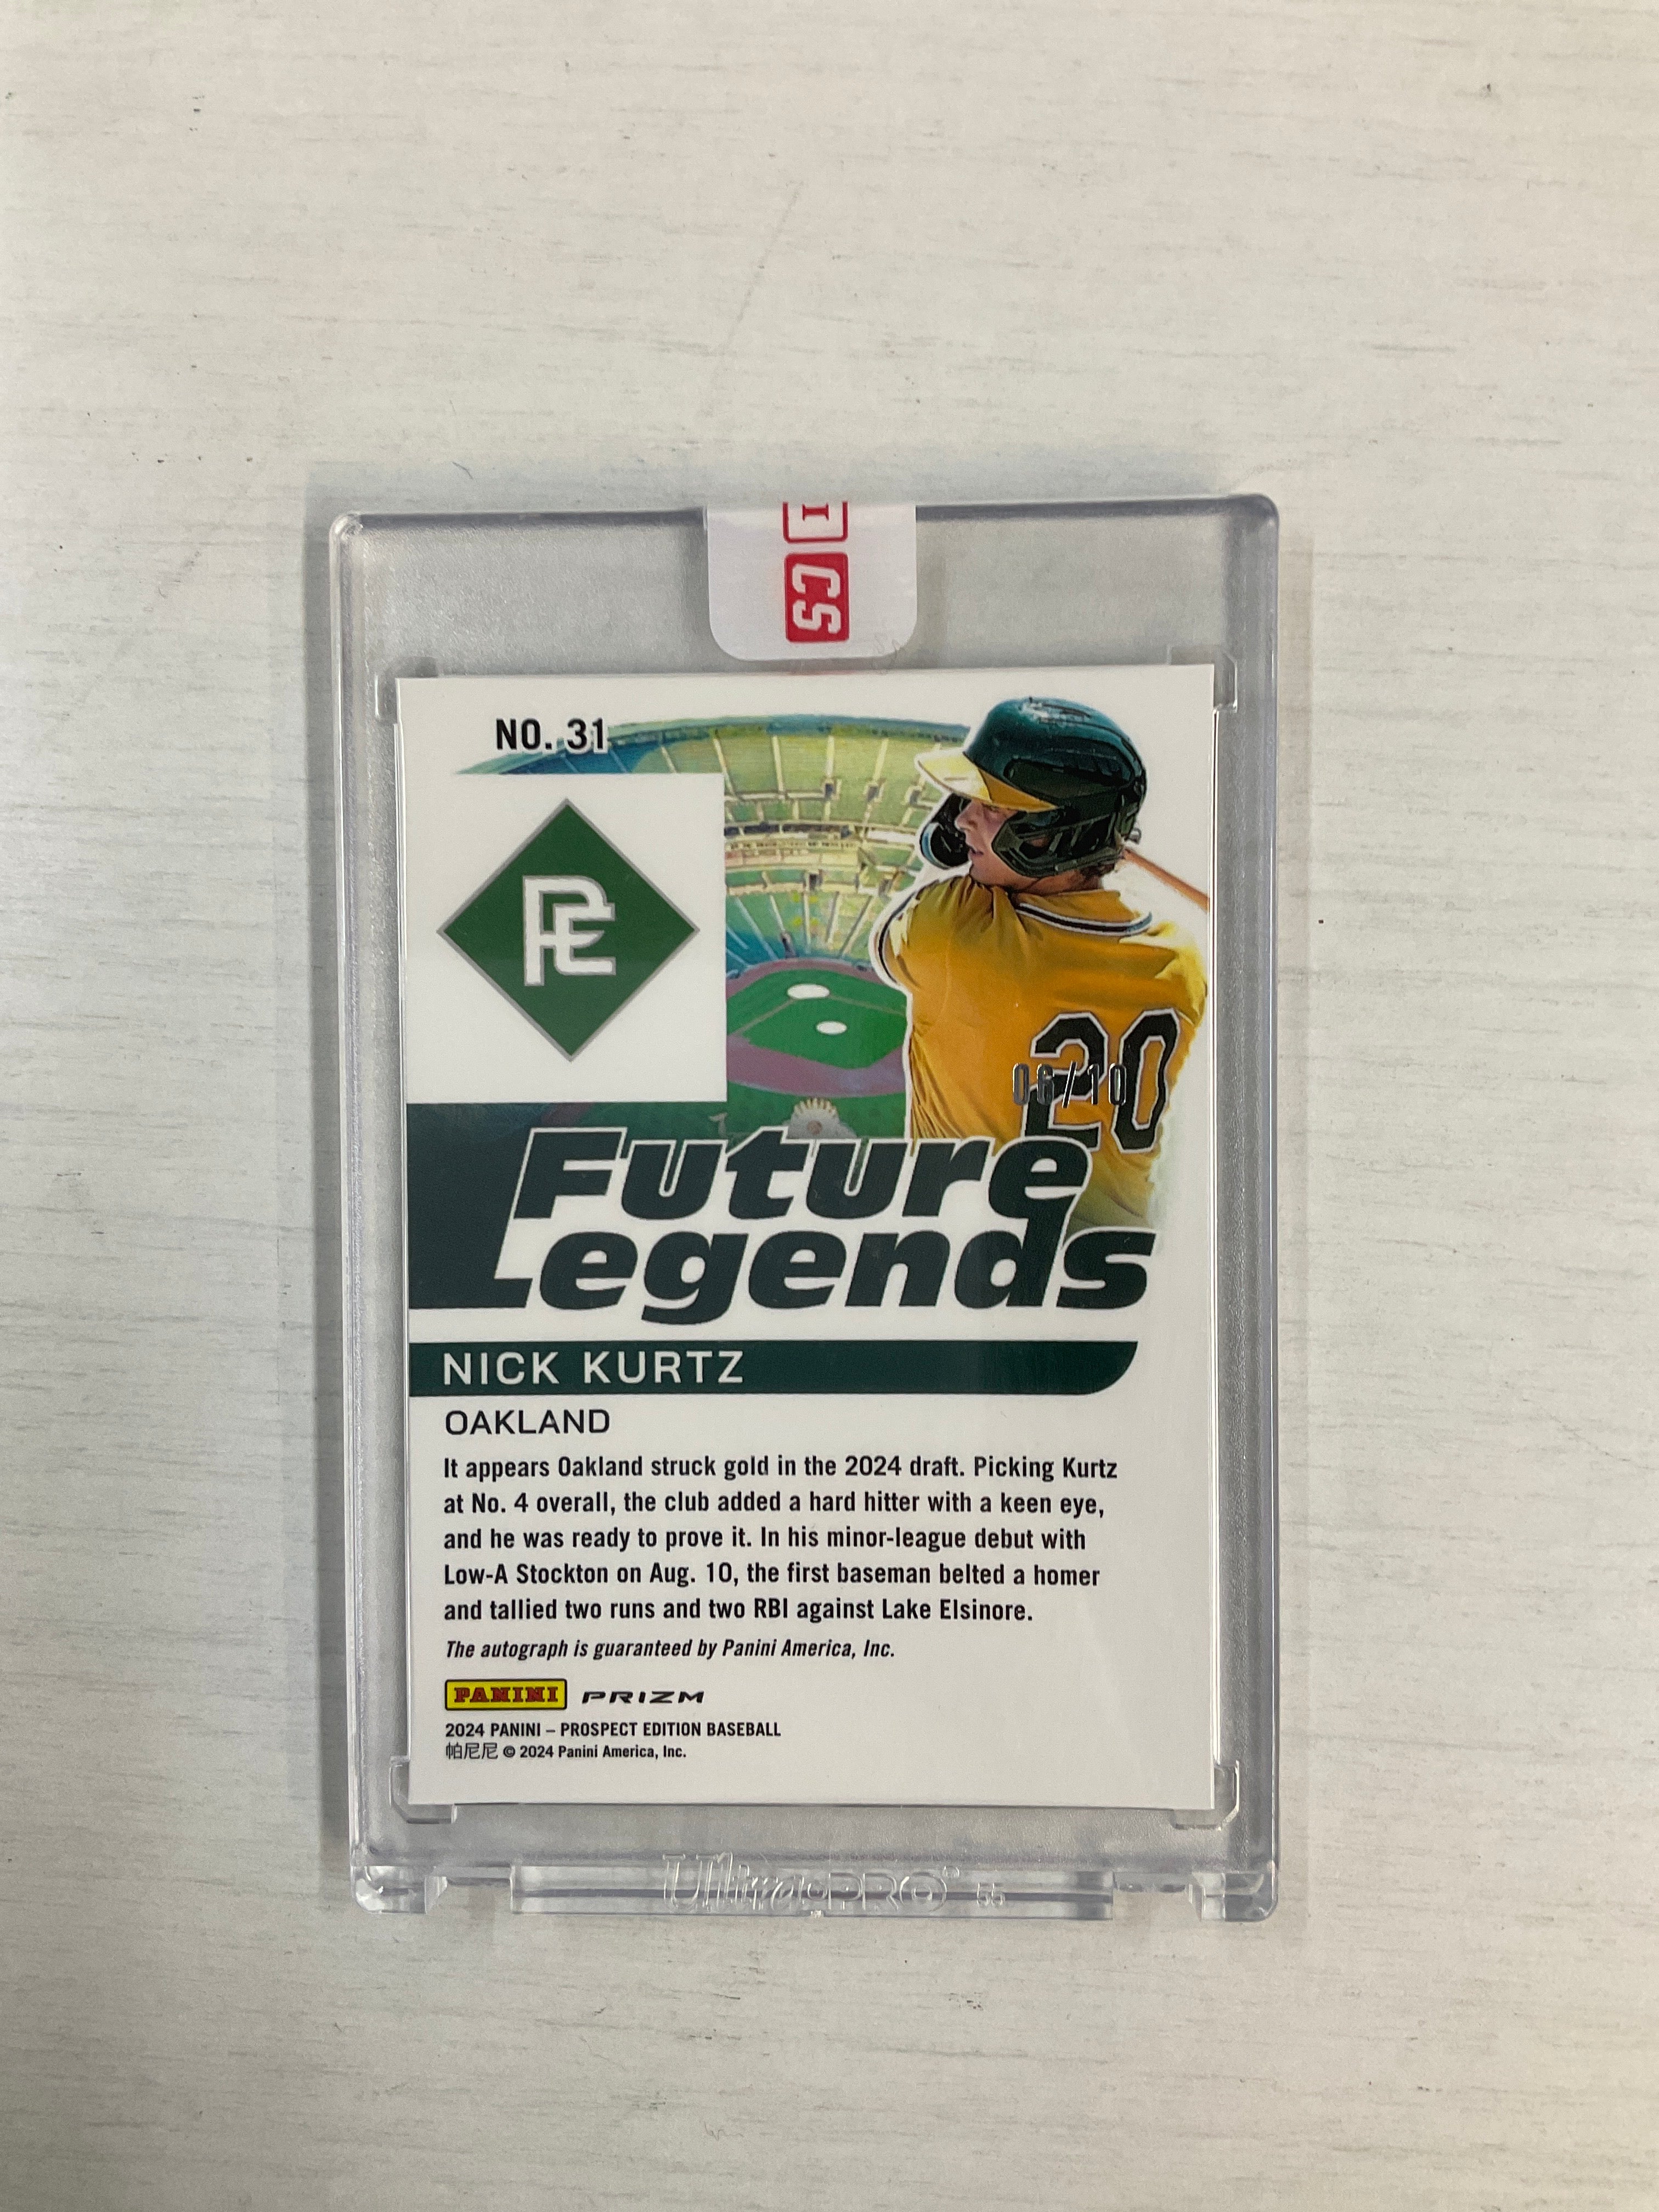 I
CS
NO. 31
PE
20
06/10
Future
Legends
NICK KURTZ
OAKLAND
It appears Oakland struck gold in the 2024 draft. Picking Kurtz
at No. 4 overall, the club added a hard hitter with a keen eye,
and he was ready to prove it. In his minor-league debut with
Low-A Stockton on Aug. 10, the first baseman belted a homer
and tallied two runs and two RBI against Lake Elsinore.
The autograph is guaranteed by Panini America, Inc.
PANINI PRIZM
2024 PANINI – PROSPECT EDITION BASEBALL
帕尼尼 © 2024 Panini America, Inc.
Ultra•PRO® 55